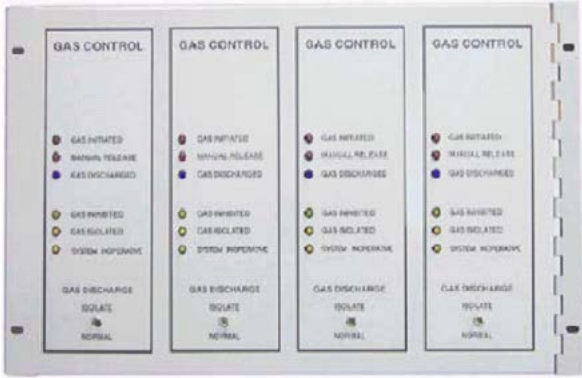 GAS CONTROL
GAS INITIATED
MANUAL RELEASE
GAS DISCHARGED
GAS INHIBITED
GAS ISOLATED
SYSTEM INOPERATIVE
GAS DISCHARGE
ISOLATE
NORMAL
GAS CONTROL
GAS INITIATED
MANUAL RELEASE
GAS DISCHARGED
GAS INHIBITED
GAS ISOLATED
SYSTEM INOPERATIVE
GAS DISCHARGE
ISOLATE
NORMAL
GAS CONTROL
GAS INITIATED
MANUAL RELEASE
GAS DISCHARGED
GAS INHIBITED
GAS ISOLATED
SYSTEM INOPERATIVE
GAS DISCHARGE
ISOLATE
NORMAL
GAS CONTROL
GAS INITIATED
MANUAL RELEASE
GAS DISCHARGED
GAS INHIBITED
GAS ISOLATED
SYSTEM INOPERATIVE
GAS DISCHARGE
ISOLATE
NORMAL